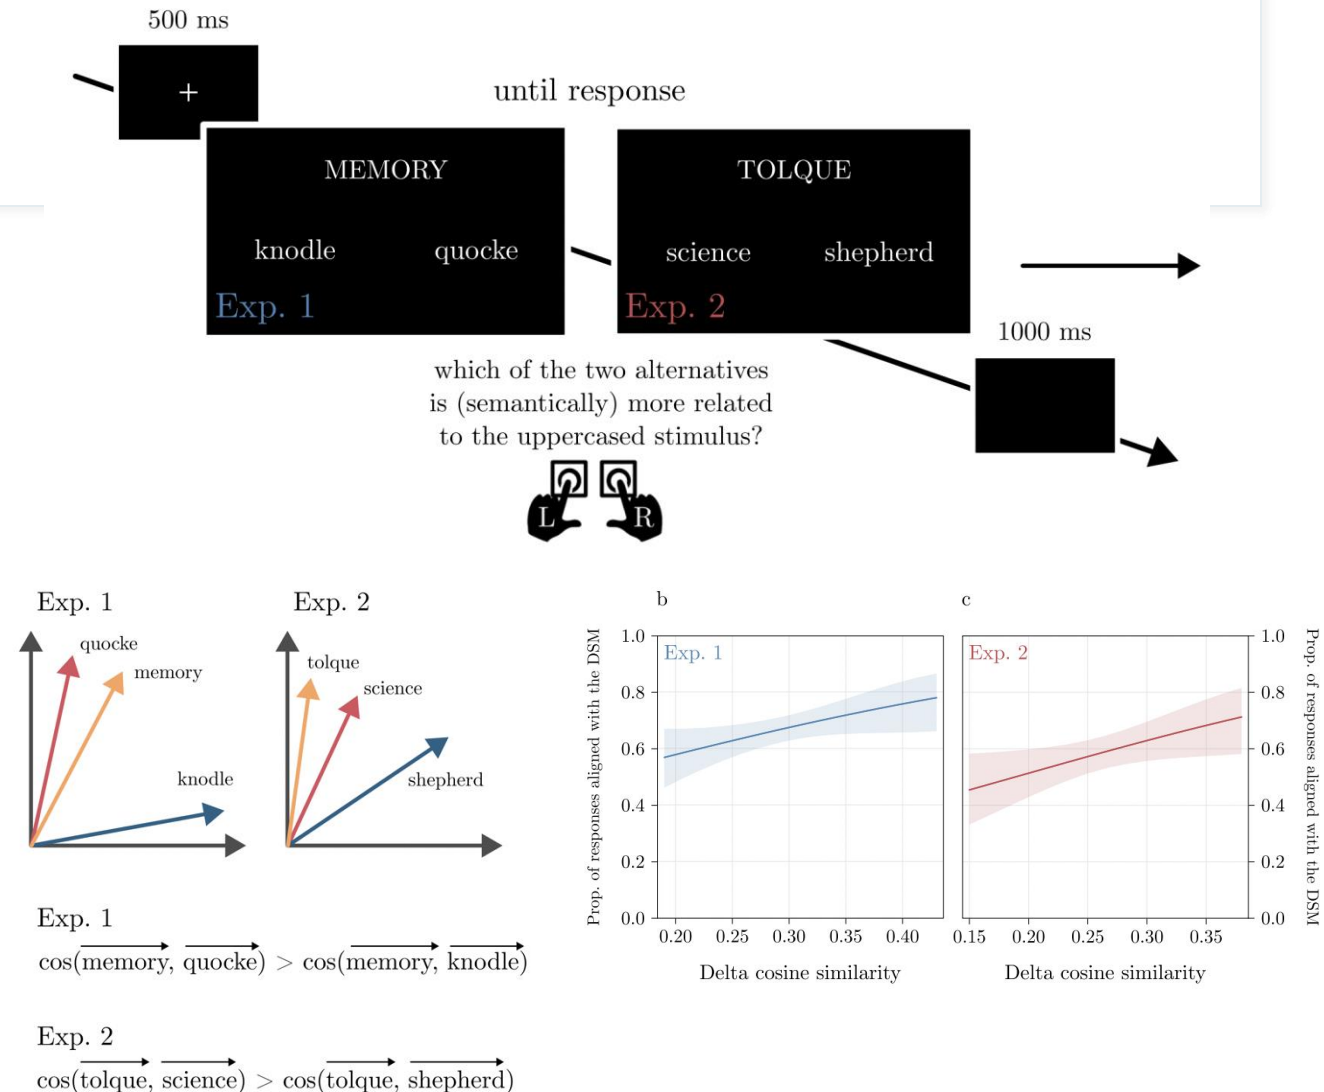 500 ms
+
until response
MEMORY
knodle quocke
Exp. 1
TOLQUE
science shepherd
Exp. 2
1000 ms
which of the two alternatives
is (semantically) more related
to the uppercased stimulus?
L R
Exp. 1
quocke
memory
knodle
Exp. 2
tolque
science
shepherd
Exp. 1
cos(memory, quocke) > cos(memory, knodle)
Exp. 2
cos(tolque, science) > cos(tolque, shepherd)
b
Prop. of responses aligned with the DSM
1.0
0.8
0.6
0.4
0.2
0.0
Exp. 1
0.20 0.25 0.30 0.35 0.40
Delta cosine similarity
c
Exp. 2
1.0
0.8
0.6
0.4
0.2
0.0
Prop. of responses aligned with the DSM
0.15 0.20 0.25 0.30 0.35
Delta cosine similarity